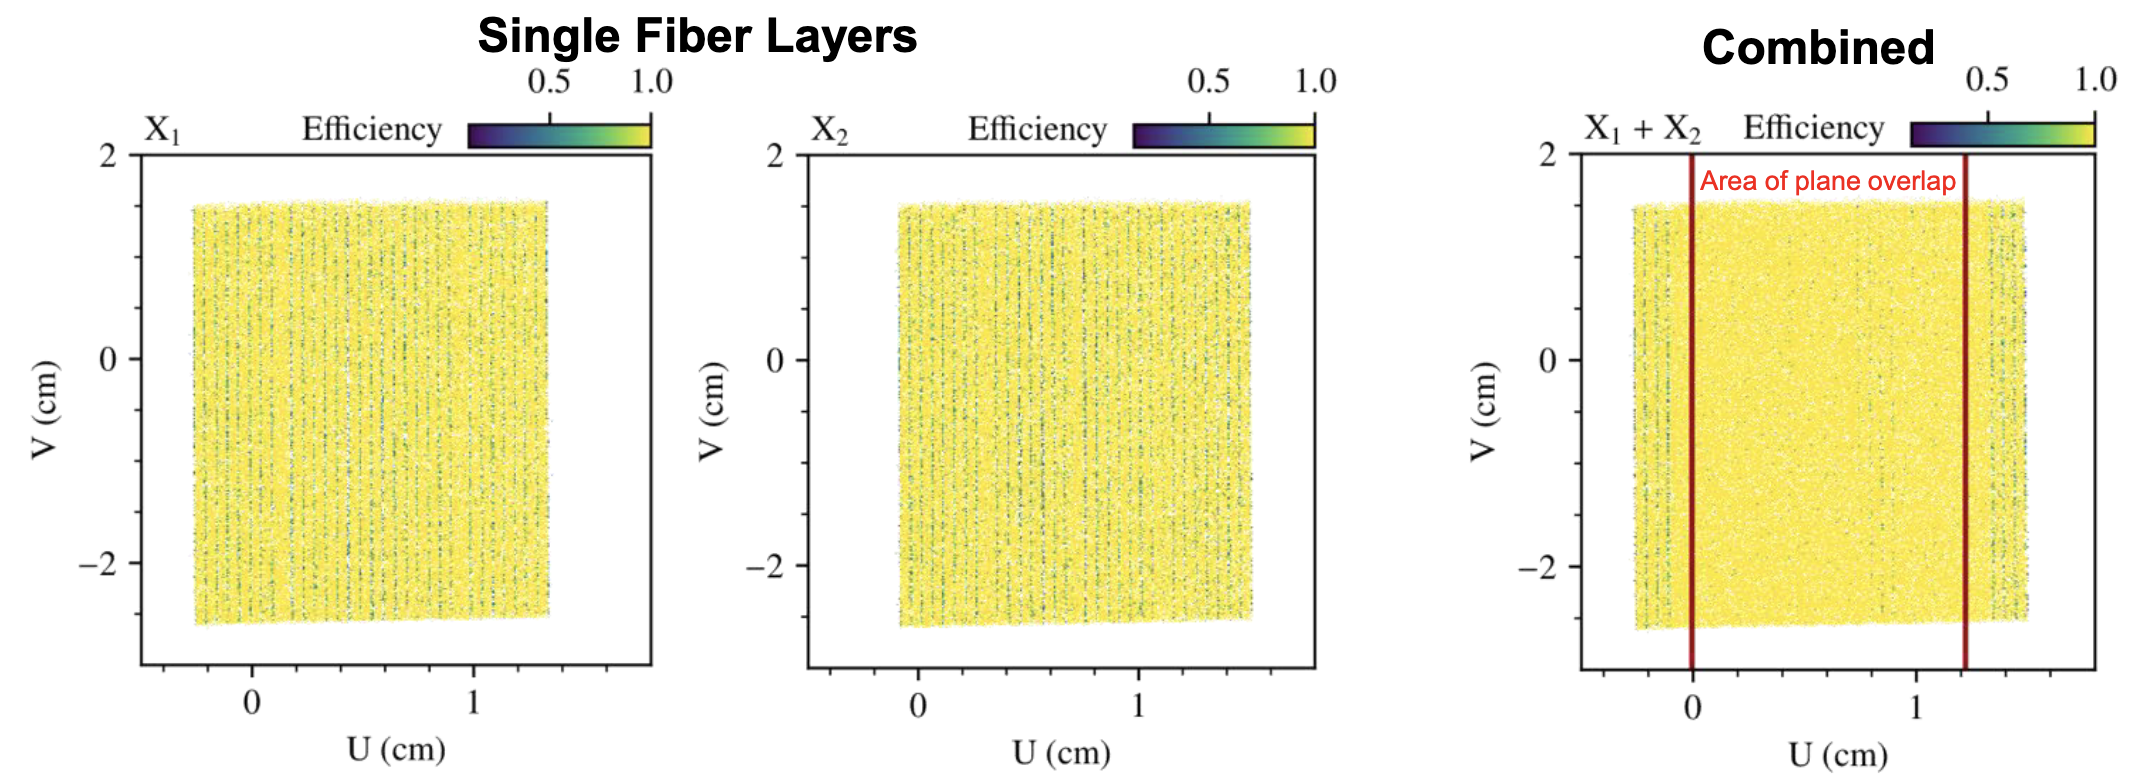 Single Fiber Layers
Combined
0.5 1.0
0.5 1.0
0.5 1.0
X1 Efficiency
X2 Efficiency
X1 + X2 Efficiency
Area of plane overlap
2
0
−2
V (cm)
0 1
U (cm)
2
0
−2
V (cm)
0 1
U (cm)
2
0
−2
V (cm)
0 1
U (cm)